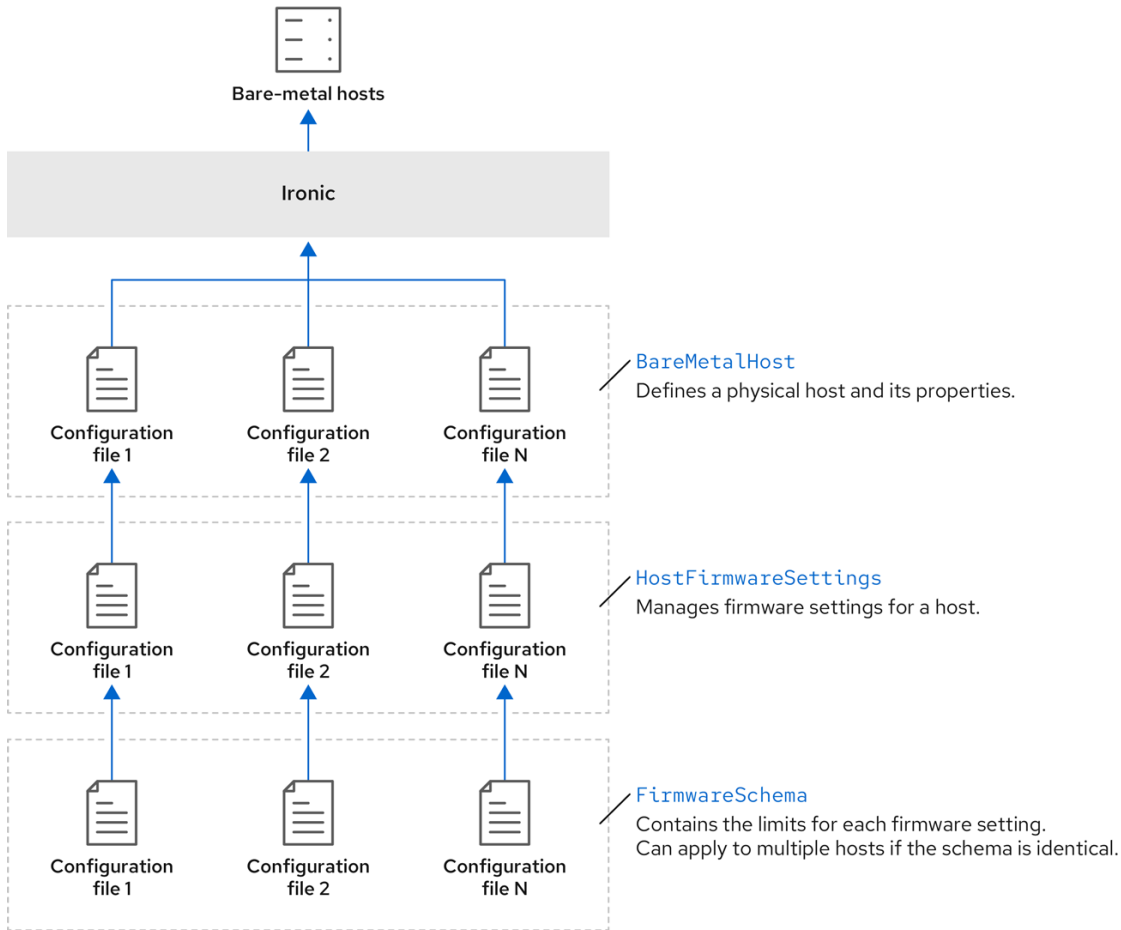 Bare-metal hosts
Ironic
BareMetalHost
Defines a physical host and its properties.
Configuration
file 1
Configuration
file 2
Configuration
file N
HostFirmwareSettings
Manages firmware settings for a host.
Configuration
file 1
Configuration
file 2
Configuration
file N
FirmwareSchema
Contains the limits for each firmware setting.
Can apply to multiple hosts if the schema is identical.
Configuration
file 1
Configuration
file 2
Configuration
file N